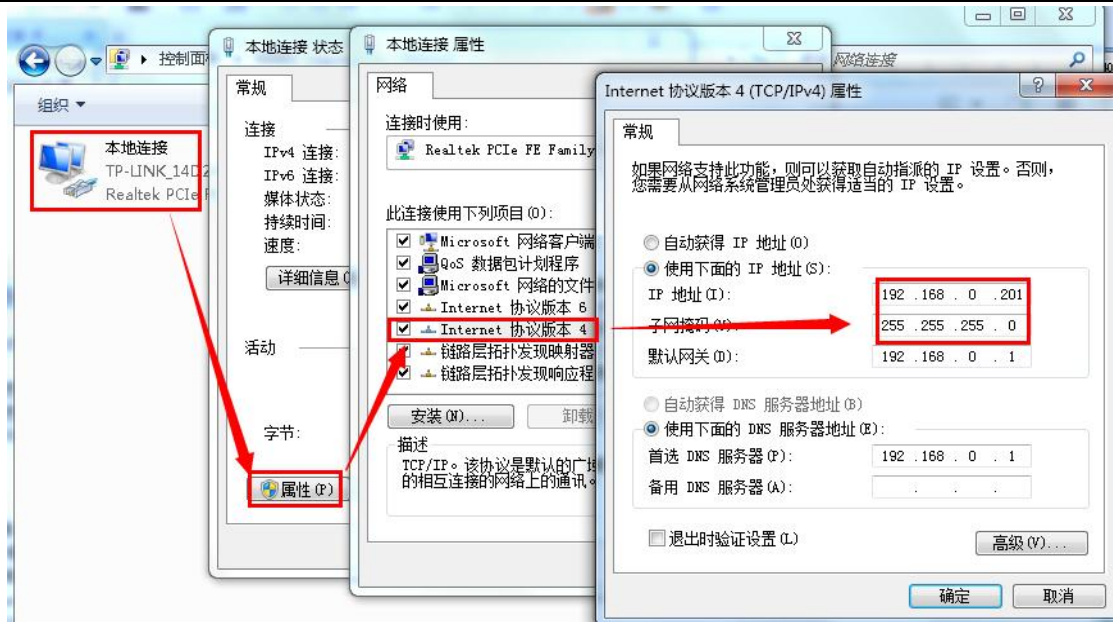 控制面
网络连接
组织
本地连接
TP-LINK_14D2
Realtek PCIe F
本地连接 状态
常规
连接
IPv4 连接:
IPv6 连接:
媒体状态:
持续时间:
速度:
详细信息(
活动
字节:
属性(P)
本地连接 属性
网络
连接时使用:
Realtek PCIe FE Family
此连接使用下列项目(O):
Microsoft 网络客户端
QoS 数据包计划程序
Microsoft 网络的文件
Internet 协议版本 6
Internet 协议版本 4
链路层拓扑发现映射器
链路层拓扑发现响应程
安装(N)...
卸载
描述
TCP/IP。该协议是默认的广域
的相互连接的网络上的通讯。
Internet 协议版本 4 (TCP/IPv4) 属性
常规
如果网络支持此功能，则可以获取自动指派的 IP 设置。否则，
您需要从网络系统管理员处获得适当的 IP 设置。
自动获得 IP 地址(O)
使用下面的 IP 地址(S):
IP 地址(I): 192 .168 . 0 .201
子网掩码(U): 255 .255 .255 . 0
默认网关(D): 192 .168 . 0 . 1
自动获得 DNS 服务器地址(B)
使用下面的 DNS 服务器地址(E):
首选 DNS 服务器(P): 192 .168 . 0 . 1
备用 DNS 服务器(A): . . .
退出时验证设置(L)
高级(V)...
确定
取消